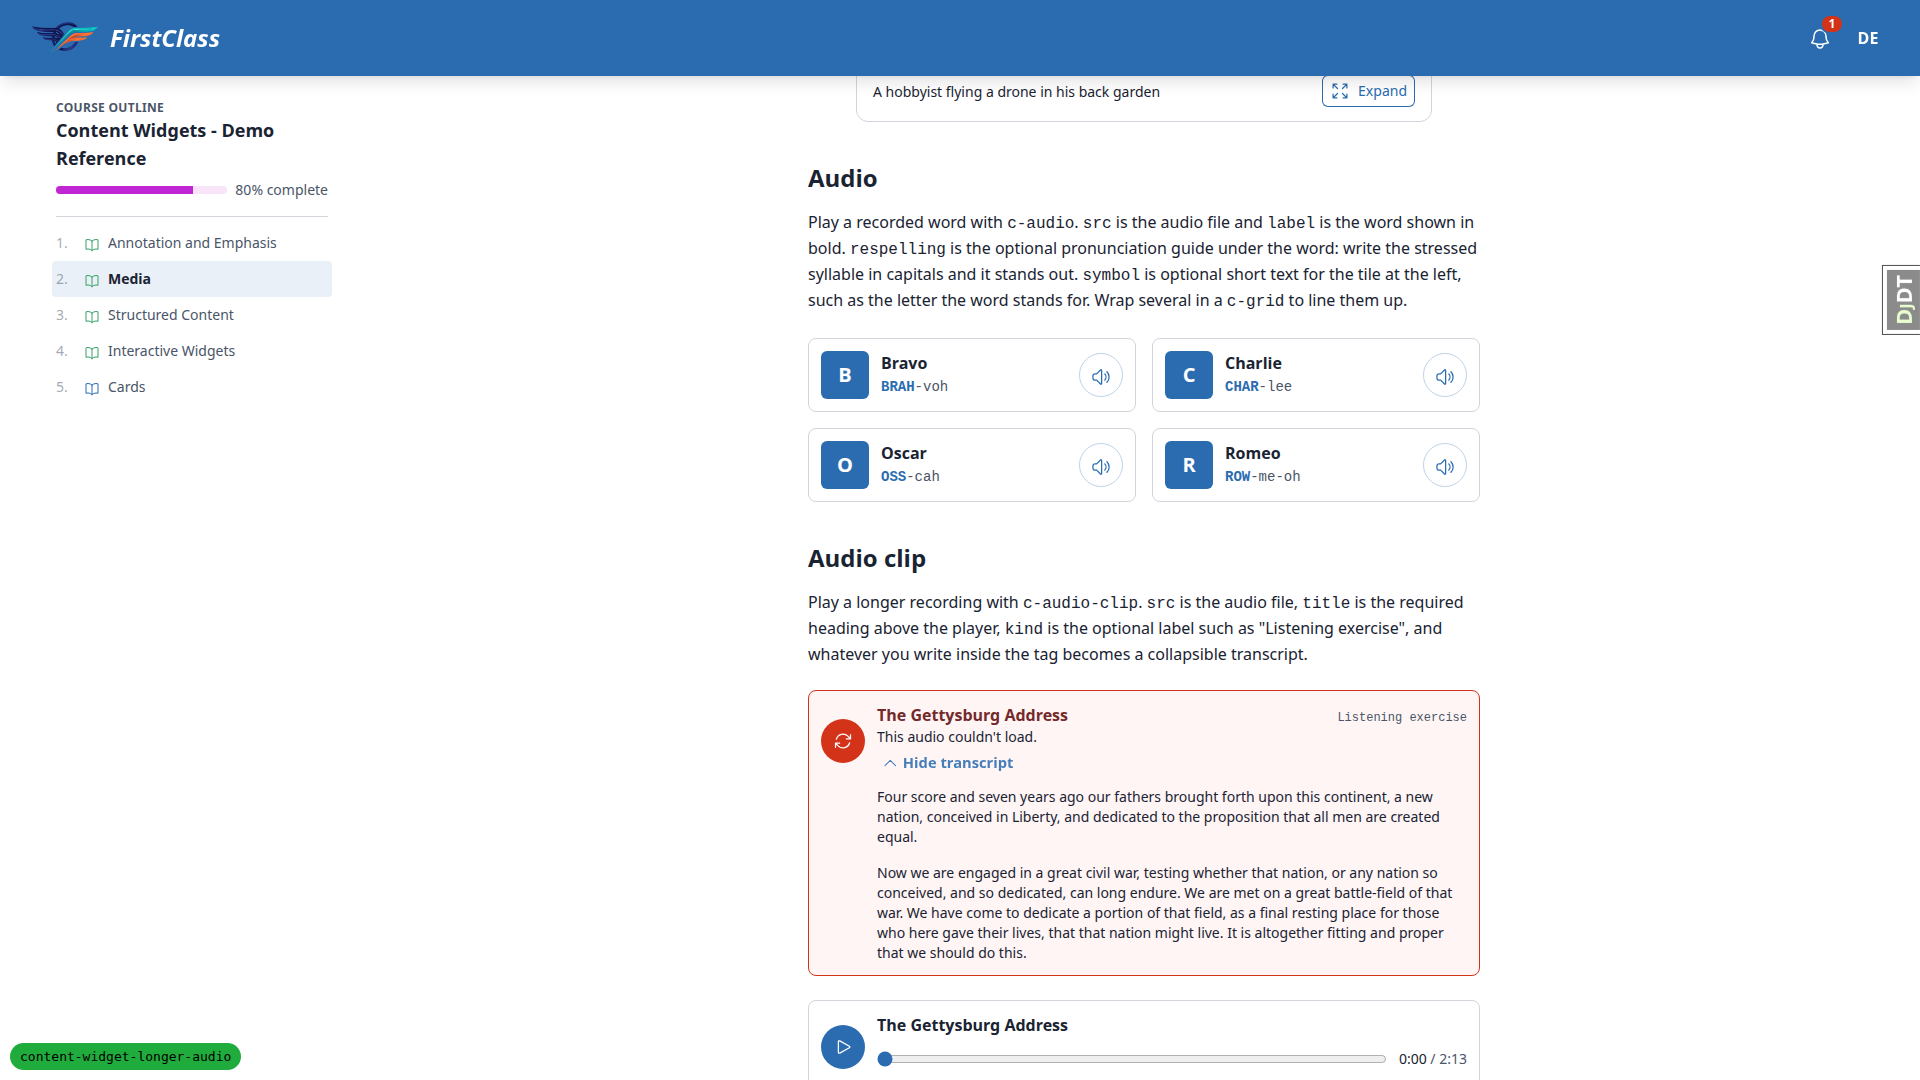 FirstClass
1
DE
COURSE OUTLINE
Content Widgets - Demo
Reference
80% complete
1. Annotation and Emphasis
2. Media
3. Structured Content
4. Interactive Widgets
5. Cards
A hobbyist flying a drone in his back garden
Expand
Audio
Play a recorded word with c-audio. src is the audio file and label is the word shown in
bold. respelling is the optional pronunciation guide under the word: write the stressed
syllable in capitals and it stands out. symbol is optional short text for the tile at the left,
such as the letter the word stands for. Wrap several in a c-grid to line them up.
B
Bravo
BRAH-voh
C
Charlie
CHAR-lee
O
Oscar
OSS-cah
R
Romeo
ROW-me-oh
Audio clip
Play a longer recording with c-audio-clip. src is the audio file, title is the required
heading above the player, kind is the optional label such as "Listening exercise", and
whatever you write inside the tag becomes a collapsible transcript.
The Gettysburg Address
Listening exercise
This audio couldn't load.
Hide transcript
Four score and seven years ago our fathers brought forth upon this continent, a new
nation, conceived in Liberty, and dedicated to the proposition that all men are created
equal.
Now we are engaged in a great civil war, testing whether that nation, or any nation so
conceived, and so dedicated, can long endure. We are met on a great battle-field of that
war. We have come to dedicate a portion of that field, as a final resting place for those
who here gave their lives, that that nation might live. It is altogether fitting and proper
that we should do this.
The Gettysburg Address
0:00 / 2:13
content-widget-longer-audio
DJDT